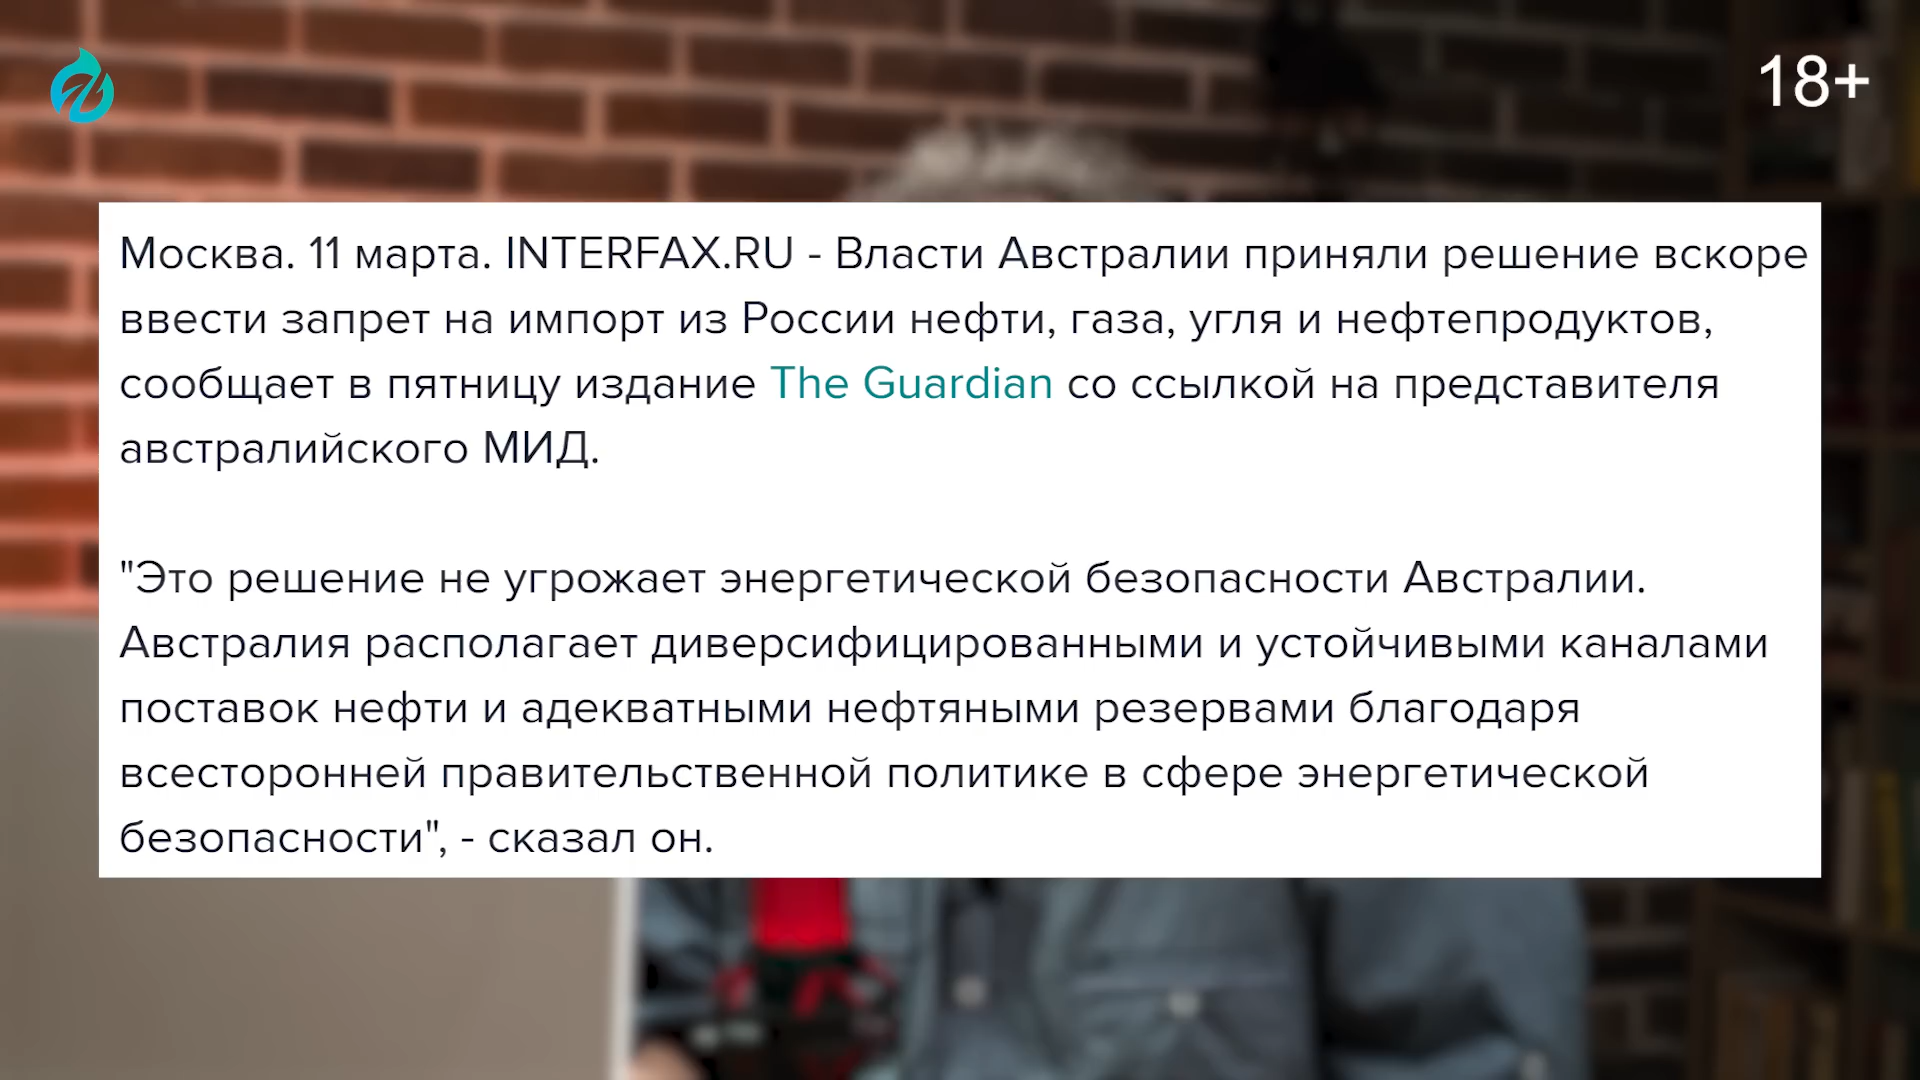 18+
Москва. 11 марта. INTERFAX.RU - Власти Австралии приняли решение вскоре
ввести запрет на импорт из России нефти, газа, угля и нефтепродуктов,
сообщает в пятницу издание The Guardian со ссылкой на представителя
австралийского МИД.
"Это решение не угрожает энергетической безопасности Австралии.
Австралия располагает диверсифицированными и устойчивыми каналами
поставок нефти и адекватными нефтяными резервами благодаря
всесторонней правительственной политике в сфере энергетической
безопасности", - сказал он.